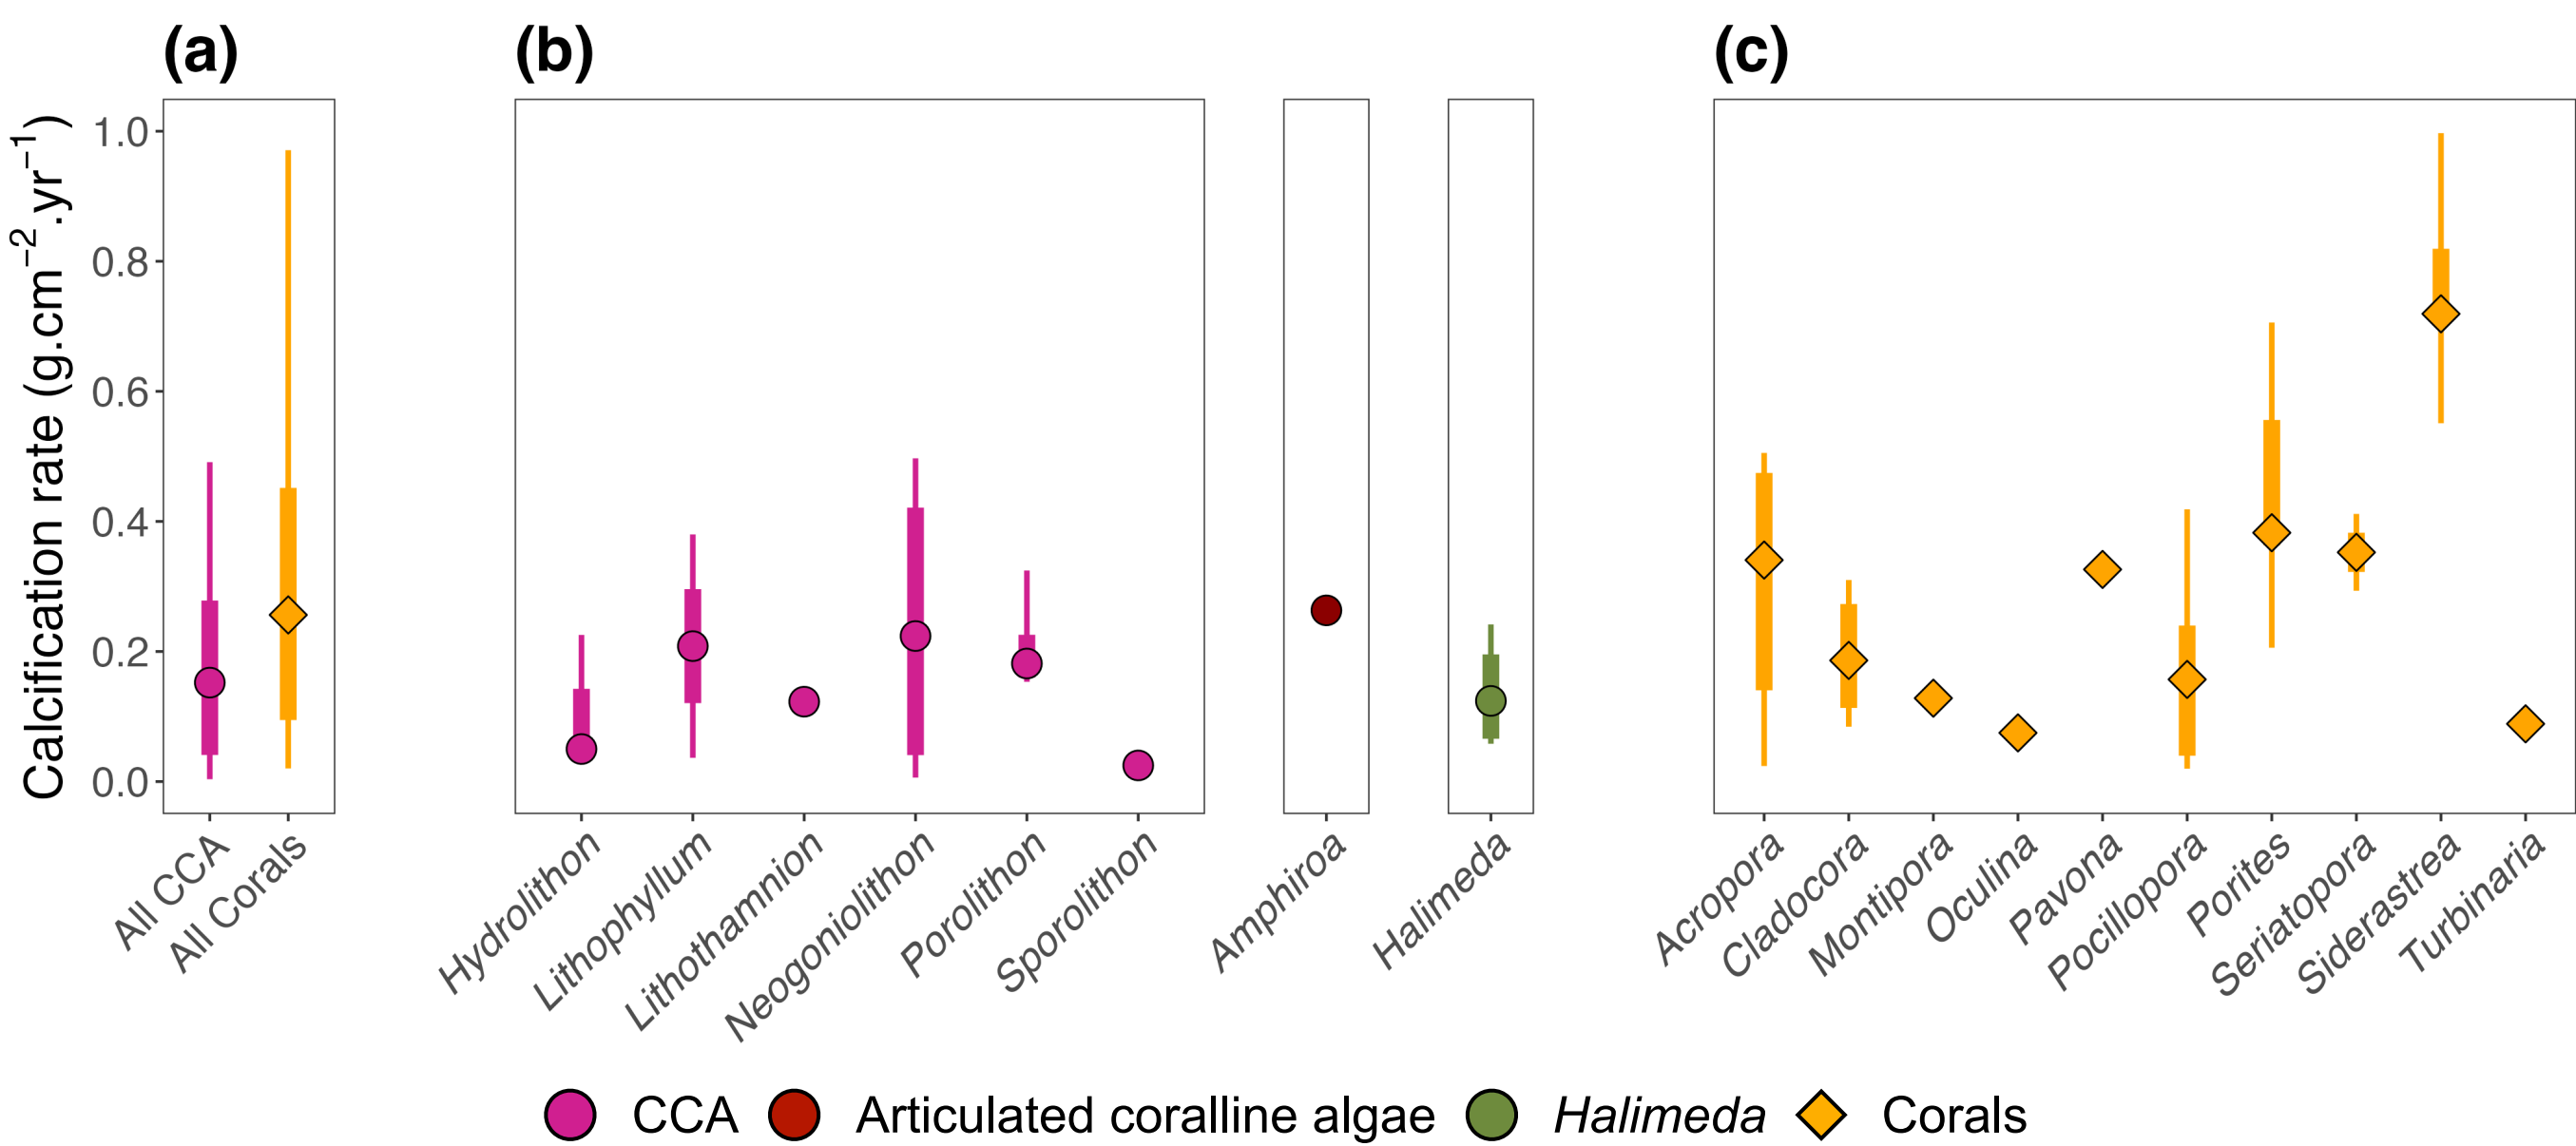 (a)
(b)
(c)
Calcification rate (g.cm⁻².yr⁻¹)
1.0
0.8
0.6
0.4
0.2
0.0
All CCA
All Corals
Hydrolithon
Lithophyllum
Lithothamnion
Neogoniolithon
Porolithon
Sporolithon
Amphiroa
Halimeda
Acropora
Cladocora
Montipora
Oculina
Pavona
Pocillopora
Porites
Seriatopora
Siderastrea
Turbinaria
CCA Articulated coralline algae Halimeda Corals